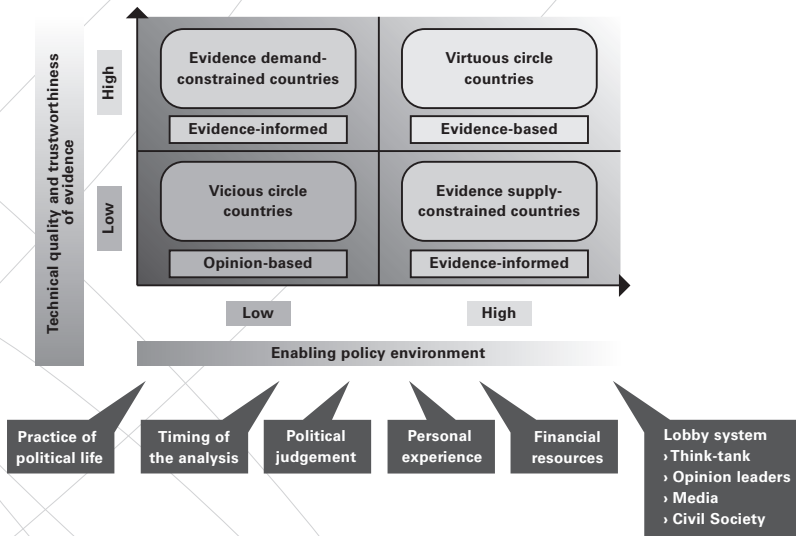 Technical quality and trustworthiness
of evidence
High
Low
Evidence demand-
constrained countries
Evidence-informed
Virtuous circle
countries
Evidence-based
Vicious circle
countries
Opinion-based
Evidence supply-
constrained countries
Evidence-informed
Low
High
Enabling policy environment
Practice of
political life
Timing of
the analysis
Political
judgement
Personal
experience
Financial
resources
Lobby system
› Think-tank
› Opinion leaders
› Media
› Civil Society